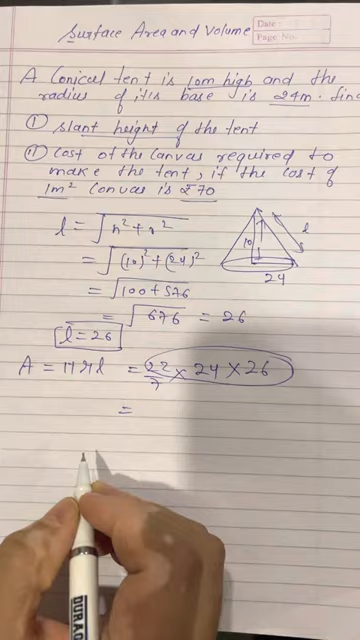 Surface Area and Volume
Date
Page No.
A Conical tent is 10m high and the
radius of its base is 24m. find
(i) slant height of the tent
(ii) Cost of the Canvas required to
make the tent, if the cost of
1m² Canvas is ₹70
l = √h² + r²
= √(10)² + (24)²
= √100 + 576
= √676 = 26
l = 26
10
l
24
A = πrl = 22/7 × 24 × 26
=
DURA